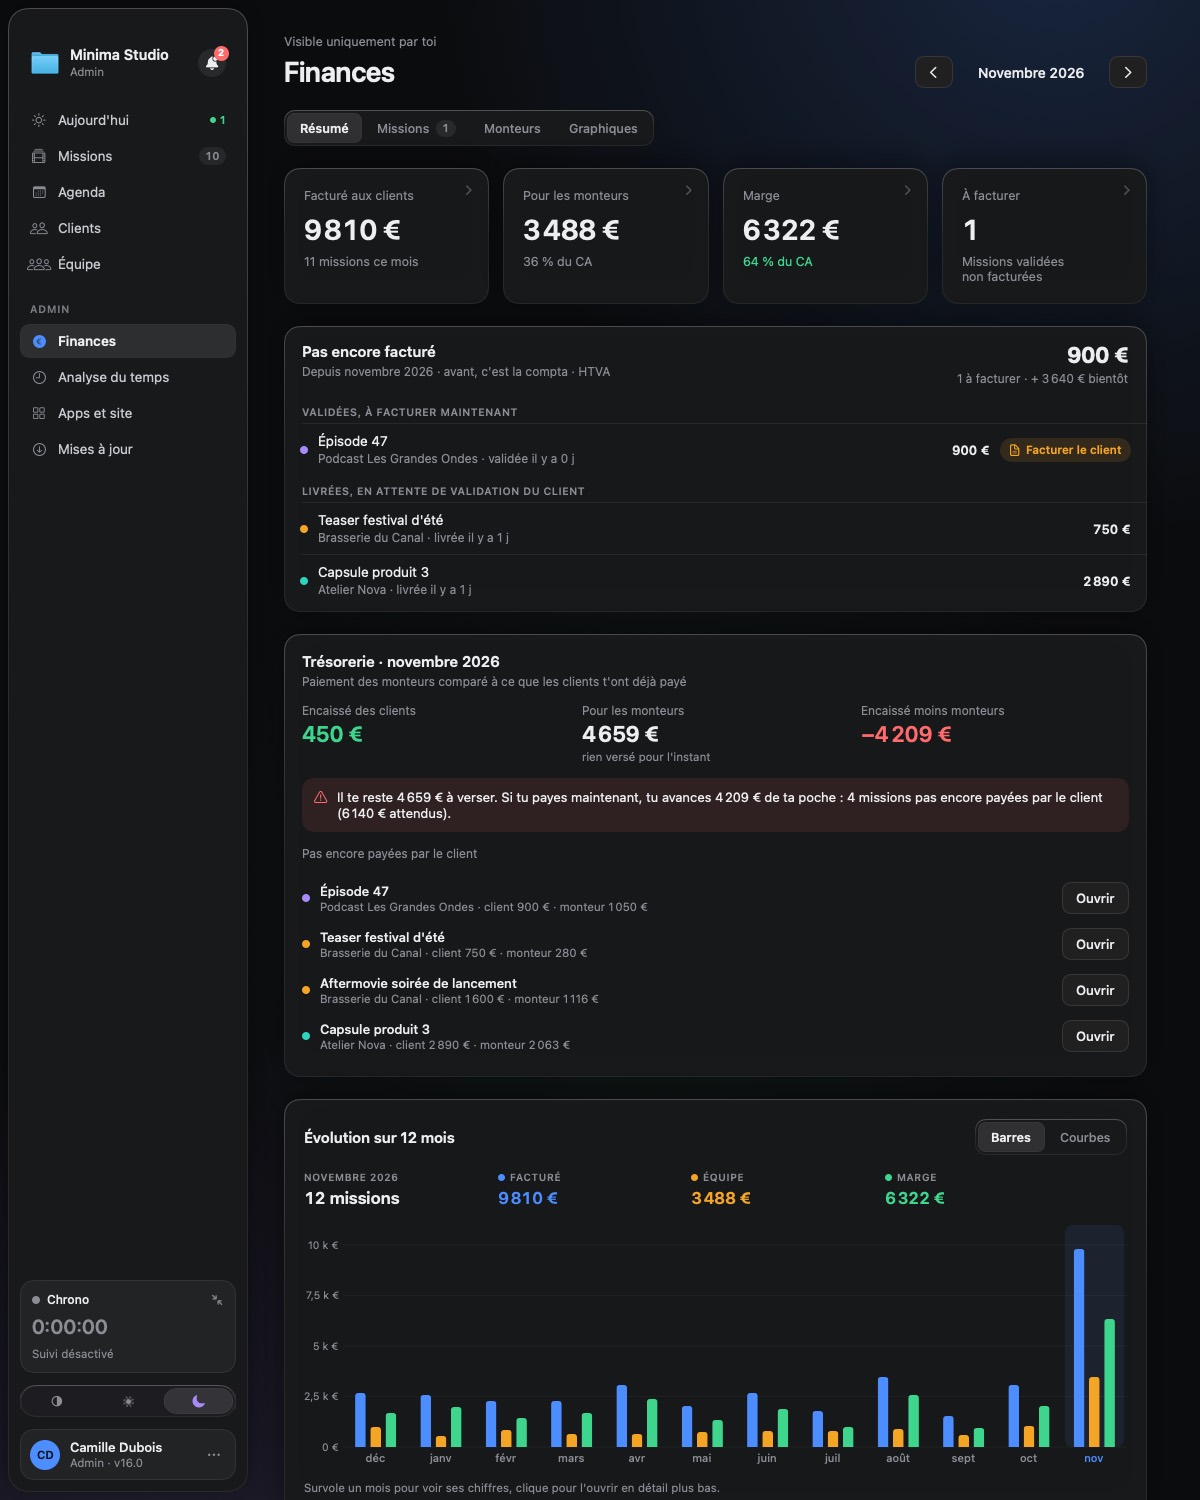 Minima Studio
Admin
2
Aujourd'hui
1
Missions
10
Agenda
Clients
Équipe
ADMIN
Finances
Analyse du temps
Apps et site
Mises à jour
Chrono
0:00:00
Suivi désactivé
CD
Camille Dubois
Admin · v16.0
Visible uniquement par toi
Finances
Novembre 2026
Résumé
Missions 1
Monteurs
Graphiques
Facturé aux clients
9 810 €
11 missions ce mois
Pour les monteurs
3 488 €
36 % du CA
Marge
6 322 €
64 % du CA
À facturer
1
Missions validées
non facturées
Pas encore facturé
900 €
Depuis novembre 2026 · avant, c'est la compta · HTVA
1 à facturer · + 3 640 € bientôt
VALIDÉES, À FACTURER MAINTENANT
Épisode 47
Podcast Les Grandes Ondes · validée il y a 0 j
900 €
Facturer le client
LIVRÉES, EN ATTENTE DE VALIDATION DU CLIENT
Teaser festival d'été
Brasserie du Canal · livrée il y a 1 j
750 €
Capsule produit 3
Atelier Nova · livrée il y a 1 j
2 890 €
Trésorerie · novembre 2026
Paiement des monteurs comparé à ce que les clients t'ont déjà payé
Encaissé des clients
450 €
Pour les monteurs
4 659 €
rien versé pour l'instant
Encaissé moins monteurs
−4 209 €
Il te reste 4 659 € à verser. Si tu payes maintenant, tu avances 4 209 € de ta poche : 4 missions pas encore payées par le client
(6 140 € attendus).
Pas encore payées par le client
Épisode 47
Podcast Les Grandes Ondes · client 900 € · monteur 1 050 €
Ouvrir
Teaser festival d'été
Brasserie du Canal · client 750 € · monteur 280 €
Ouvrir
Aftermovie soirée de lancement
Brasserie du Canal · client 1 600 € · monteur 1 116 €
Ouvrir
Capsule produit 3
Atelier Nova · client 2 890 € · monteur 2 063 €
Ouvrir
Évolution sur 12 mois
Barres
Courbes
NOVEMBRE 2026
12 missions
FACTURÉ
9 810 €
ÉQUIPE
3 488 €
MARGE
6 322 €
10 k €
7,5 k €
5 k €
2,5 k €
0 €
déc
janv
févr
mars
avr
mai
juin
juil
août
sept
oct
nov
Survole un mois pour voir ses chiffres, clique pour l'ouvrir en détail plus bas.